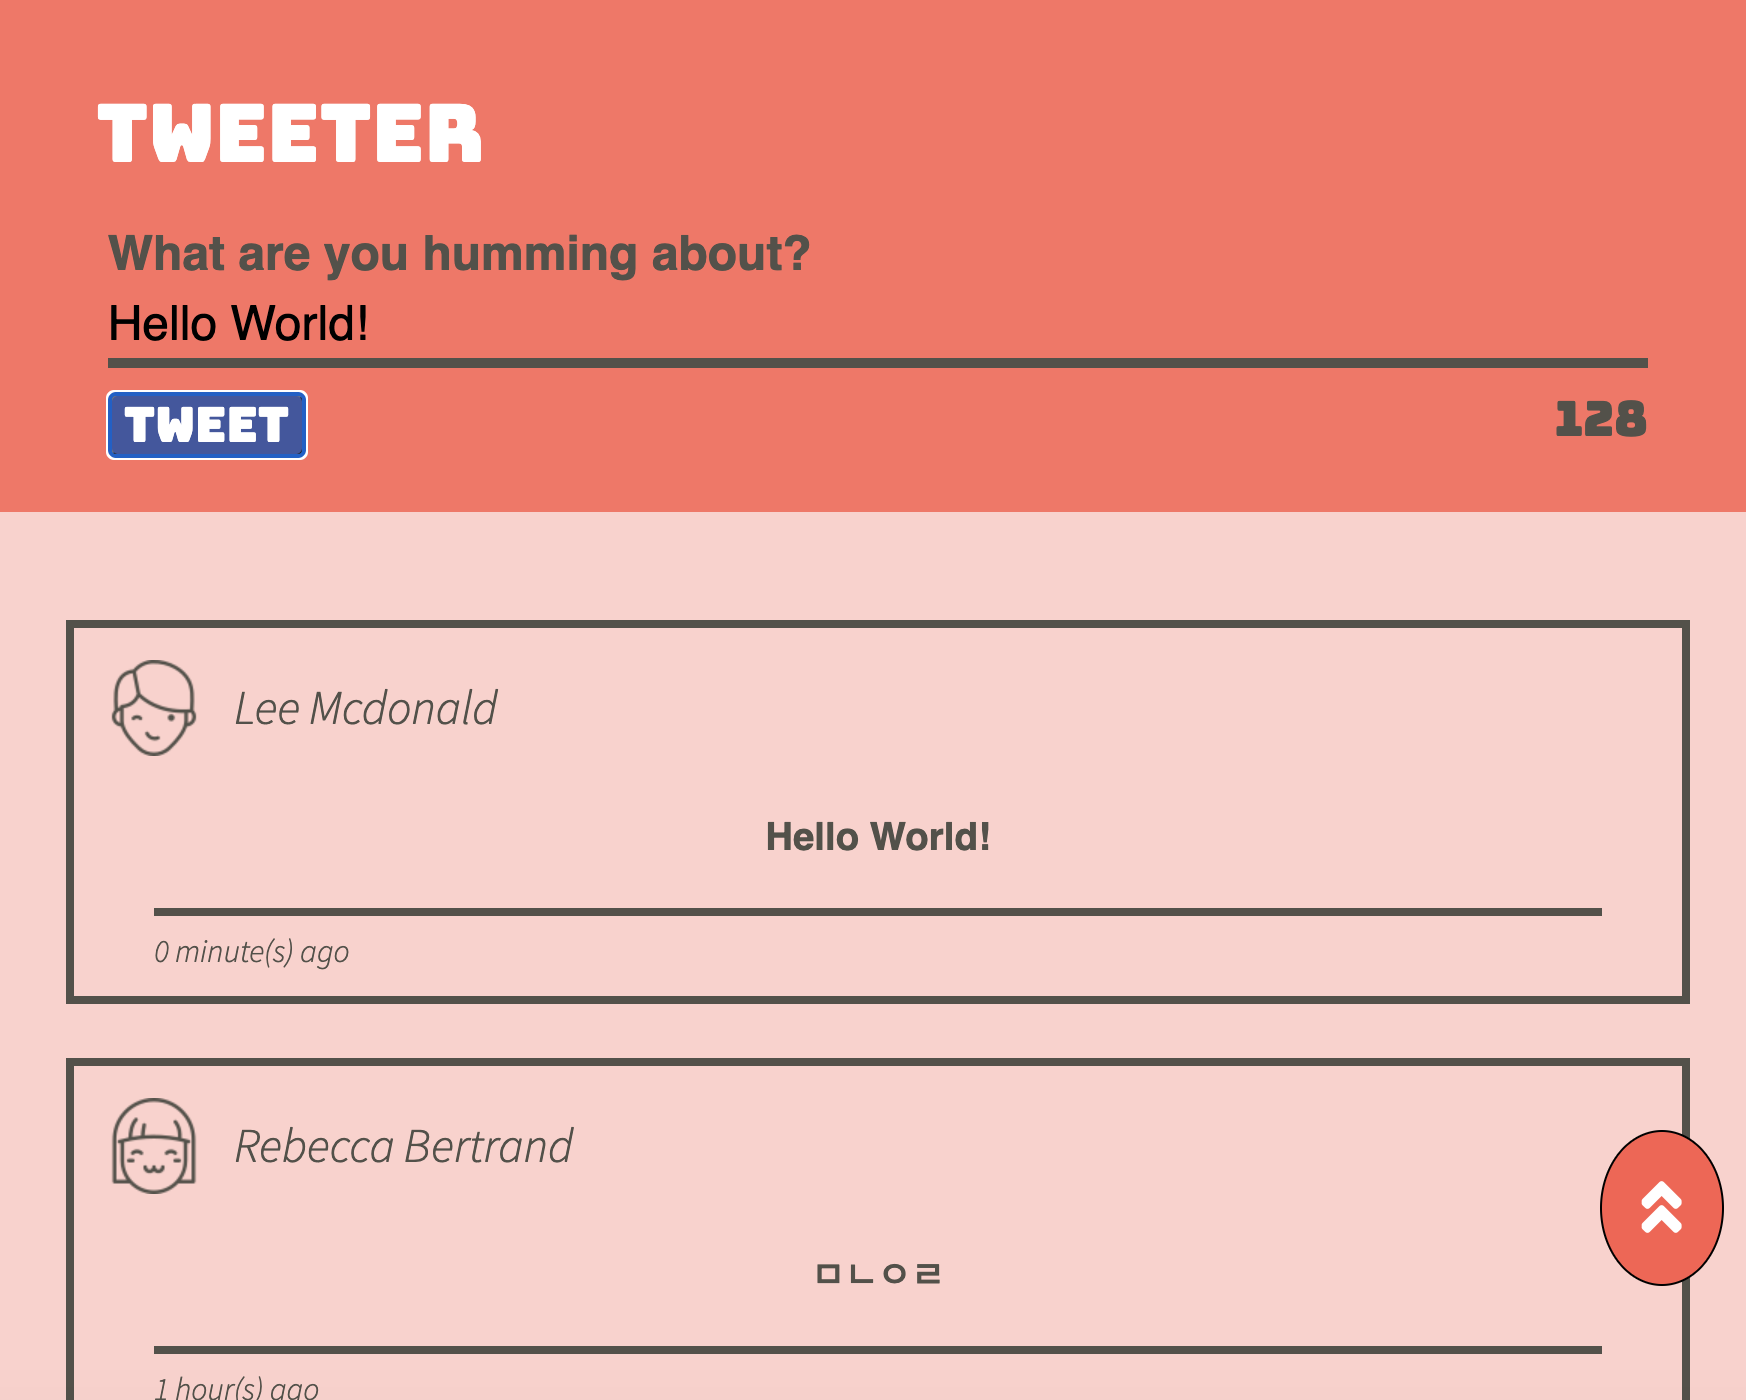 TWEETER
What are you humming about?
Hello World!
TWEET
128
Lee Mcdonald
Hello World!
0 minute(s) ago
Rebecca Bertrand
ㅁㄴㅇㄹ
1 hour(s) ago